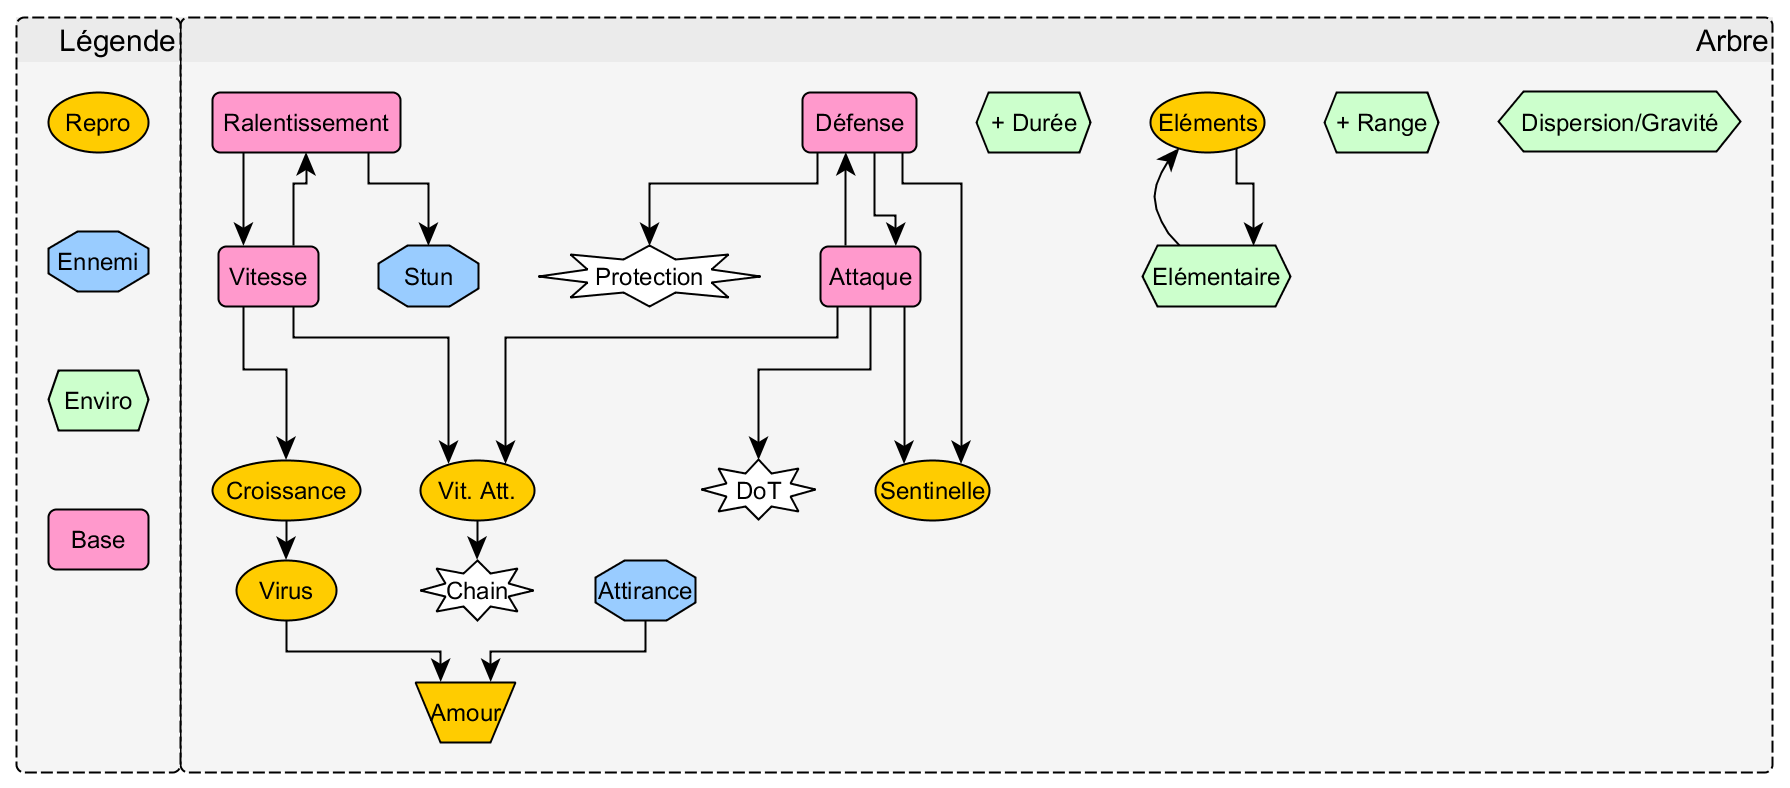 Légende
Repro
Ennemi
Enviro
Base
Arbre
Ralentissement
Défense
+ Durée
Eléments
+ Range
Dispersion/Gravité
Vitesse
Stun
Protection
Attaque
Elémentaire
Croissance
Vit. Att.
DoT
Sentinelle
Virus
Chain
Attirance
Amour